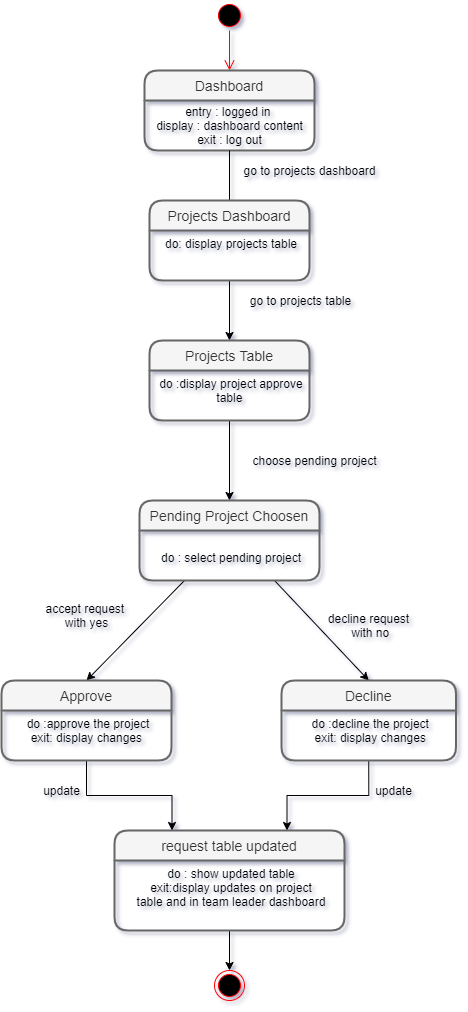 Dashboard
entry : logged in
display : dashboard content
exit : log out
go to projects dashboard
Projects Dashboard
do: display projects table
go to projects table
Projects Table
do :display project approve
table
choose pending project
Pending Project Choosen
do : select pending project
accept request
with yes
decline request
with no
Approve
do :approve the project
exit: display changes
Decline
do :decline the project
exit: display changes
update
update
request table updated
do : show updated table
exit:display updates on project
table and in team leader dashboard